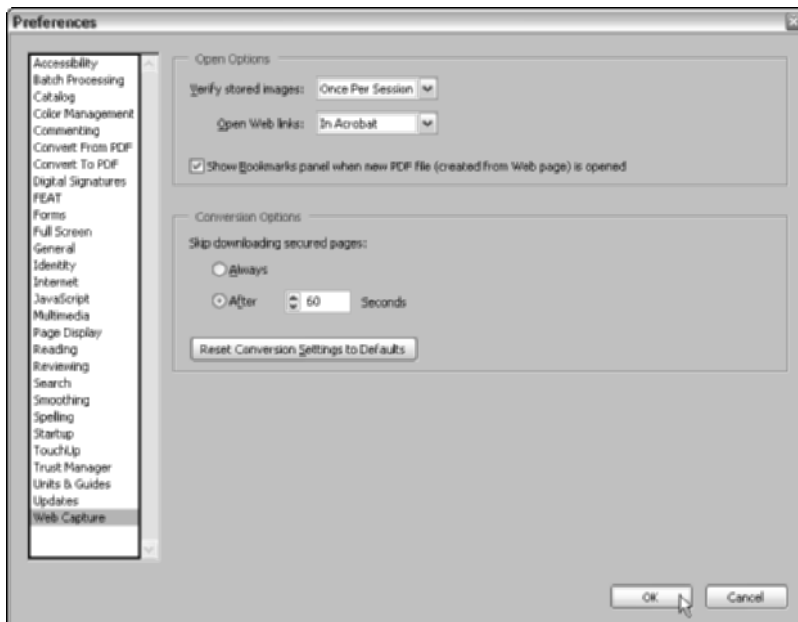 Preferences
Accessibility
Batch Processing
Catalog
Color Management
Commenting
Convert From PDF
Convert To PDF
Digital Signatures
FEAT
Forms
Full Screen
General
Identity
Internet
JavaScript
Multimedia
Page Display
Reading
Reviewing
Search
Smoothing
Spelling
Startup
TouchUp
Trust Manager
Units & Guides
Updates
Web Capture
Open Options
Verify stored images: Once Per Session
Open Web links: In Acrobat
Show Bookmarks panel when new PDF file (created from Web page) is opened
Conversion Options
Skip downloading secured pages:
Always
After 60 Seconds
Reset Conversion Settings to Defaults
OK Cancel